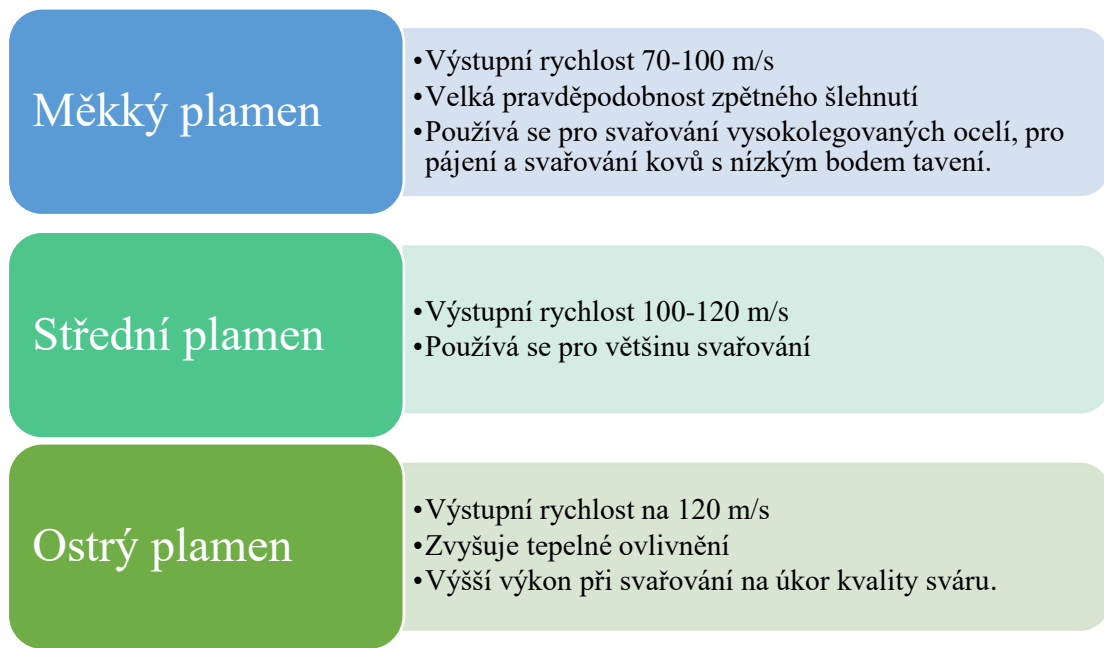 Měkký plamen
•Výstupní rychlost 70-100 m/s
•Velká pravděpodobnost zpětného šlehnutí
•Používá se pro svařování vysokolegovaných ocelí, pro
pájení a svařování kovů s nízkým bodem tavení.
Střední plamen
•Výstupní rychlost 100-120 m/s
•Používá se pro většinu svařování
Ostrý plamen
•Výstupní rychlost na 120 m/s
•Zvyšuje tepelné ovlivnění
•Výšší výkon při svařování na úkor kvality sváru.